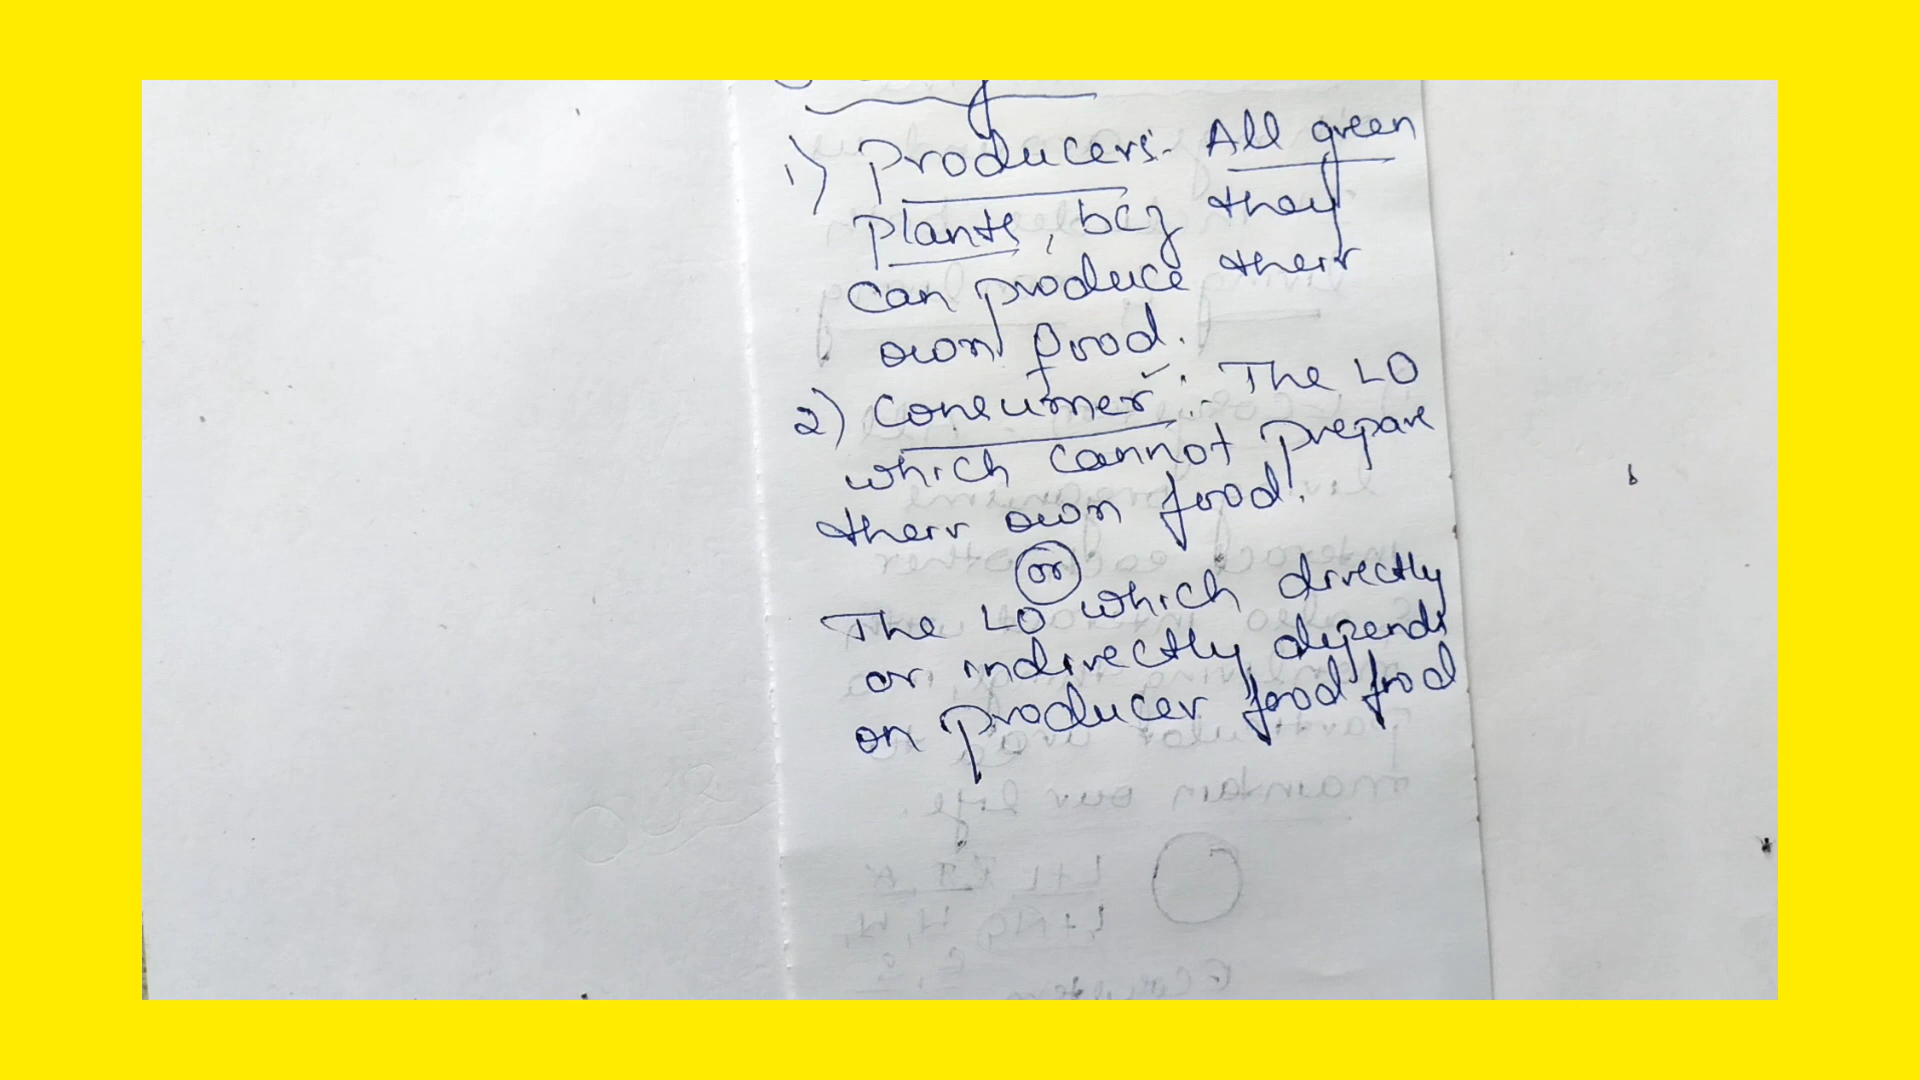 1) Producers:- All green
Plants, bcz they
can produce their
own food.
2) Consumer :- The LO
which cannot prepare
their own food.
or
The LO which directly
or indirectly depends
on producer food food